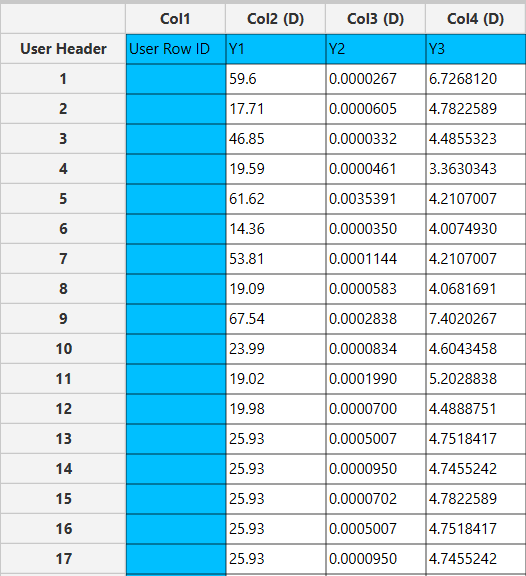 Col1 Col2 (D) Col3 (D) Col4 (D)
User Header User Row ID Y1 Y2 Y3
1 59.6 0.0000267 6.7268120
2 17.71 0.0000605 4.7822589
3 46.85 0.0000332 4.4855323
4 19.59 0.0000461 3.3630343
5 61.62 0.0035391 4.2107007
6 14.36 0.0000350 4.0074930
7 53.81 0.0001144 4.2107007
8 19.09 0.0000583 4.0681691
9 67.54 0.0002838 7.4020267
10 23.99 0.0000834 4.6043458
11 19.02 0.0001990 5.2028838
12 19.98 0.0000700 4.4888751
13 25.93 0.0005007 4.7518417
14 25.93 0.0000950 4.7455242
15 25.93 0.0000702 4.7822589
16 25.93 0.0005007 4.7518417
17 25.93 0.0000950 4.7455242